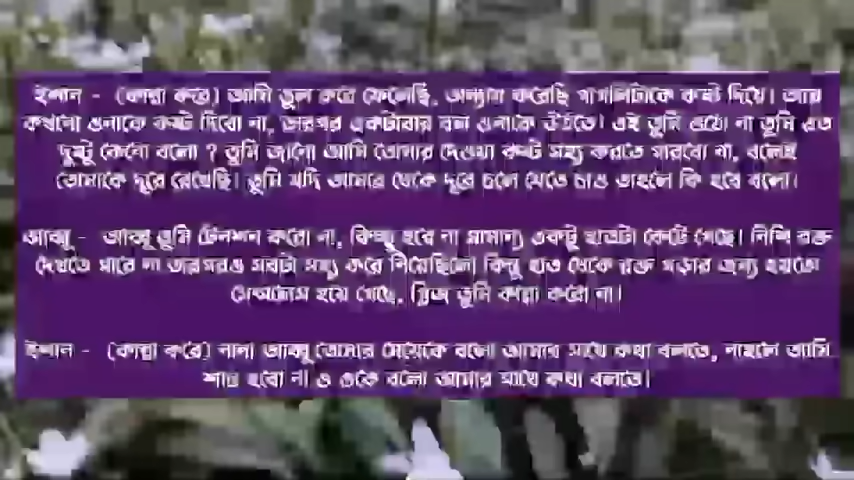 ইশান - (কান্না করে) আমি ভুল করে ফেলেছি, অন্যায় করেছি পাগলিটাকে কষ্ট দিয়ে। আর
কখনো ওনাকে কষ্ট দিবো না, তারপর একটাবার বল ওনাকে উঠতে। এই তুমি ওঠো না তুমি এত
দুষ্টু কেনো বলো ? তুমি জানো আমি তোমার দেওয়া কষ্ট সহ্য করতে পারবো না, বলেই
তোমাকে দূরে রেখেছি। তুমি যদি আমার থেকে দূরে চলে যেতে চাও তাহলে কি হবে বলো।
আব্বু - আব্বু তুমি টেনশন করো না, কিচ্ছু হবে না সামান্য একটু হাতটা কেটে গেছে। নিশি রক্ত
দেখতে পারে না তারপরও সবটা সহ্য করে নিয়েছিলো কিন্তু হাত থেকে রক্ত পড়ার জন্য হয়তো
সেন্সলেস হয়ে গেছে, প্লিজ তুমি কান্না করো না।
ইশান - (কান্না করে) নানা আব্বু তোমার মেয়েকে বলো আমার সাথে কথা বলতে, নাহলে আমি
শান্ত হবো না ও ওকে বলো আমার সাথে কথা বলতে।